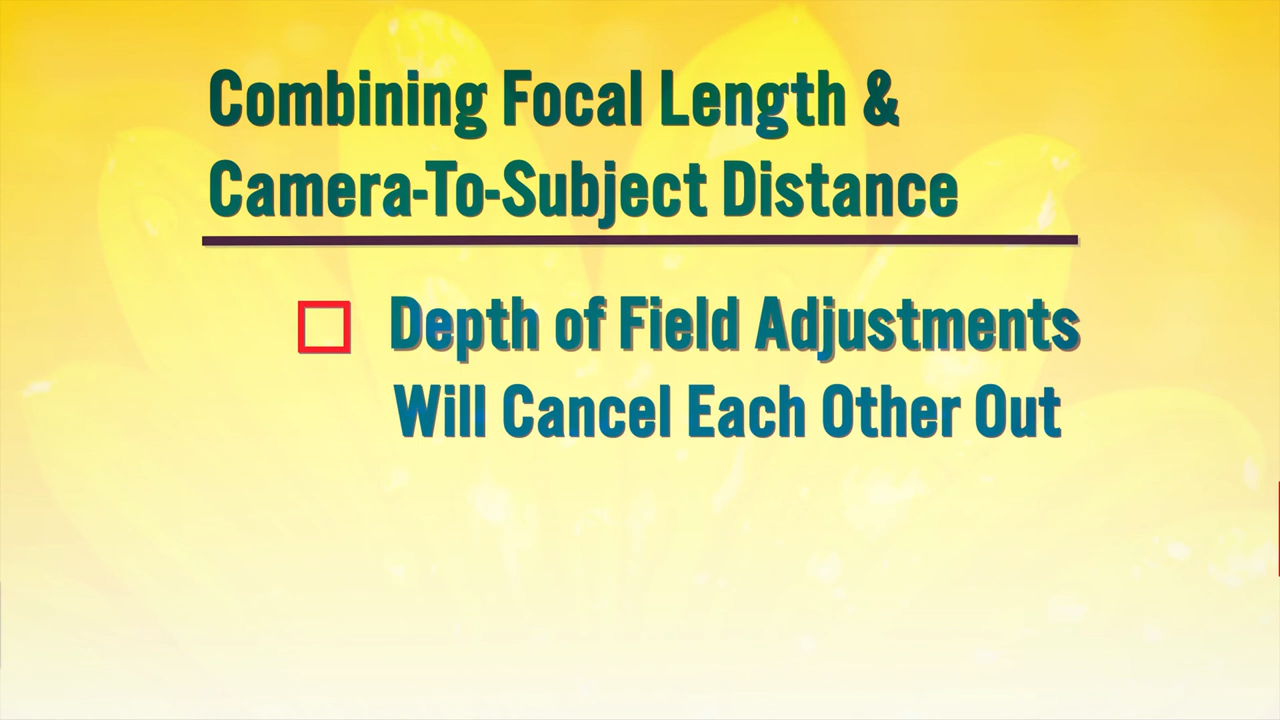 Combining Focal Length &
Camera-To-Subject Distance
Depth of Field Adjustments
Will Cancel Each Other Out